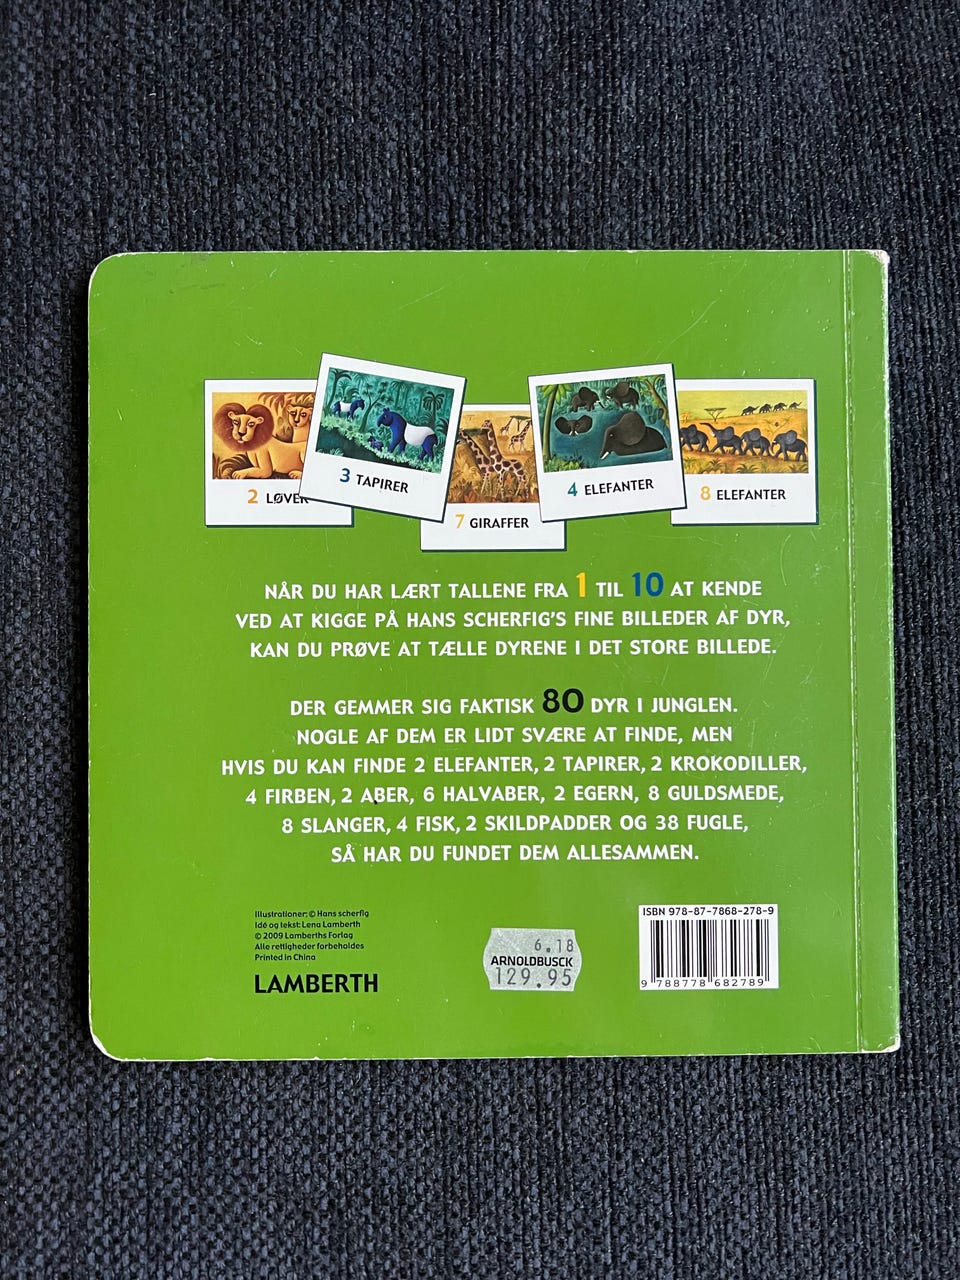 2 LØVER
3 TAPIRER
7 GIRAFFER
4 ELEFANTER
8 ELEFANTER
NÅR DU HAR LÆRT TALLENE FRA 1 TIL 10 AT KENDE
VED AT KIGGE PÅ HANS SCHERFIG'S FINE BILLEDER AF DYR,
KAN DU PRØVE AT TÆLLE DYRENE I DET STORE BILLEDE.
DER GEMMER SIG FAKTISK 80 DYR I JUNGLEN.
NOGLE AF DEM ER LIDT SVÆRE AT FINDE, MEN
HVIS DU KAN FINDE 2 ELEFANTER, 2 TAPIRER, 2 KROKODILLER,
4 FIRBEN, 2 ABER, 6 HALVABER, 2 EGERN, 8 GULDSMEDE,
8 SLANGER, 4 FISK, 2 SKILDPADDER OG 38 FUGLE,
SÅ HAR DU FUNDET DEM ALLESAMMEN.
Illustrationer: © Hans scherfig
Idé og tekst: Lena Lamberth
© 2009 Lamberths Forlag
Alle rettigheder forbeholdes
Printed in China
LAMBERTH
6.18
ARNOLDBUSCK
129.95
ISBN 978-87-7868-278-9
9 788778 682789